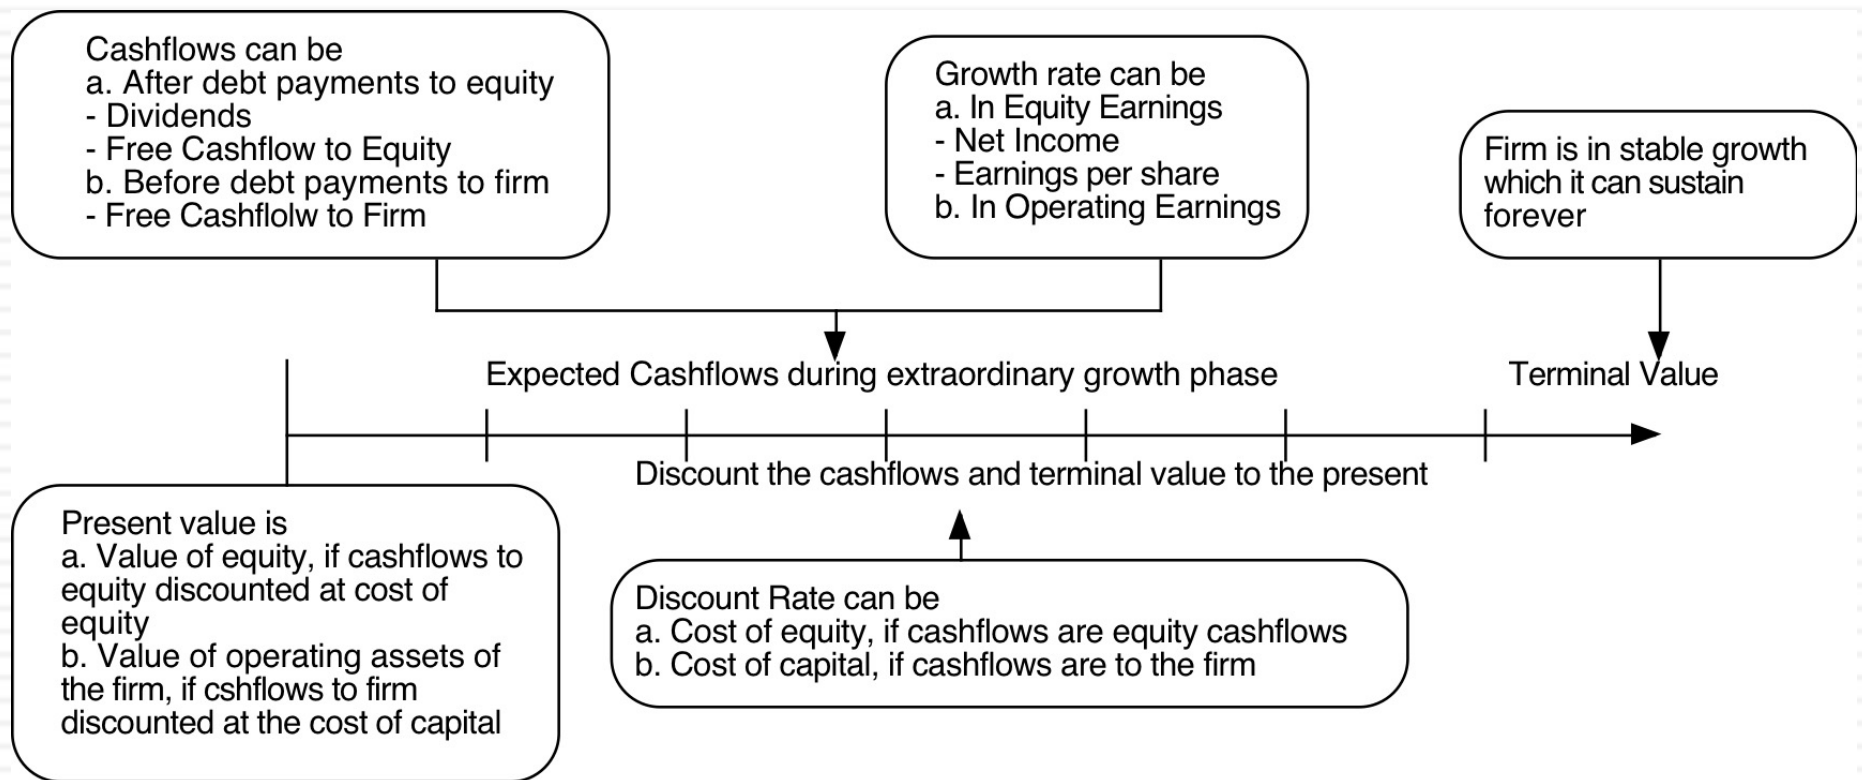 Cashflows can be
a. After debt payments to equity
- Dividends
- Free Cashflow to Equity
b. Before debt payments to firm
- Free Cashflolw to Firm
Growth rate can be
a. In Equity Earnings
- Net Income
- Earnings per share
b. In Operating Earnings
Firm is in stable growth
which it can sustain
forever
Expected Cashflows during extraordinary growth phase
Terminal Value
Discount the cashflows and terminal value to the present
Present value is
a. Value of equity, if cashflows to
equity discounted at cost of
equity
b. Value of operating assets of
the firm, if cshflows to firm
discounted at the cost of capital
Discount Rate can be
a. Cost of equity, if cashflows are equity cashflows
b. Cost of capital, if cashflows are to the firm